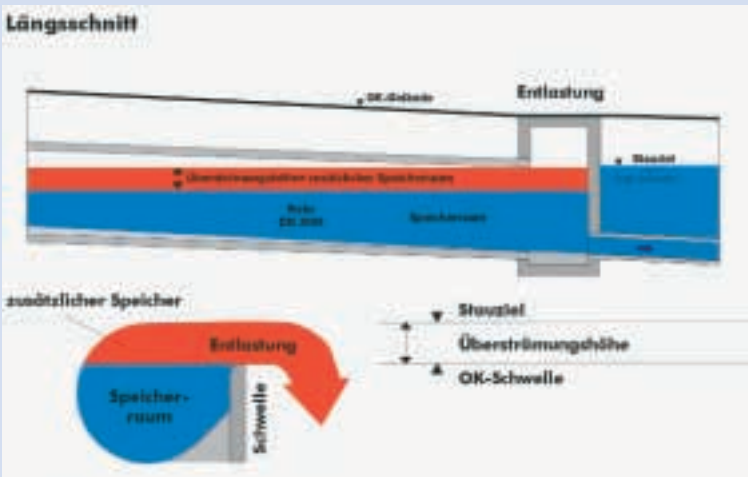 Längsschnitt
OK-Gelände
Entlastung
Stauziel
Überströmungshöhe zusätzlicher Speicherraum
Rohr
Speicherraum
zusätzlicher Speicher
Entlastung
Speicher-
raum
Schwelle
Stauziel
Überströmungshöhe
OK-Schwelle